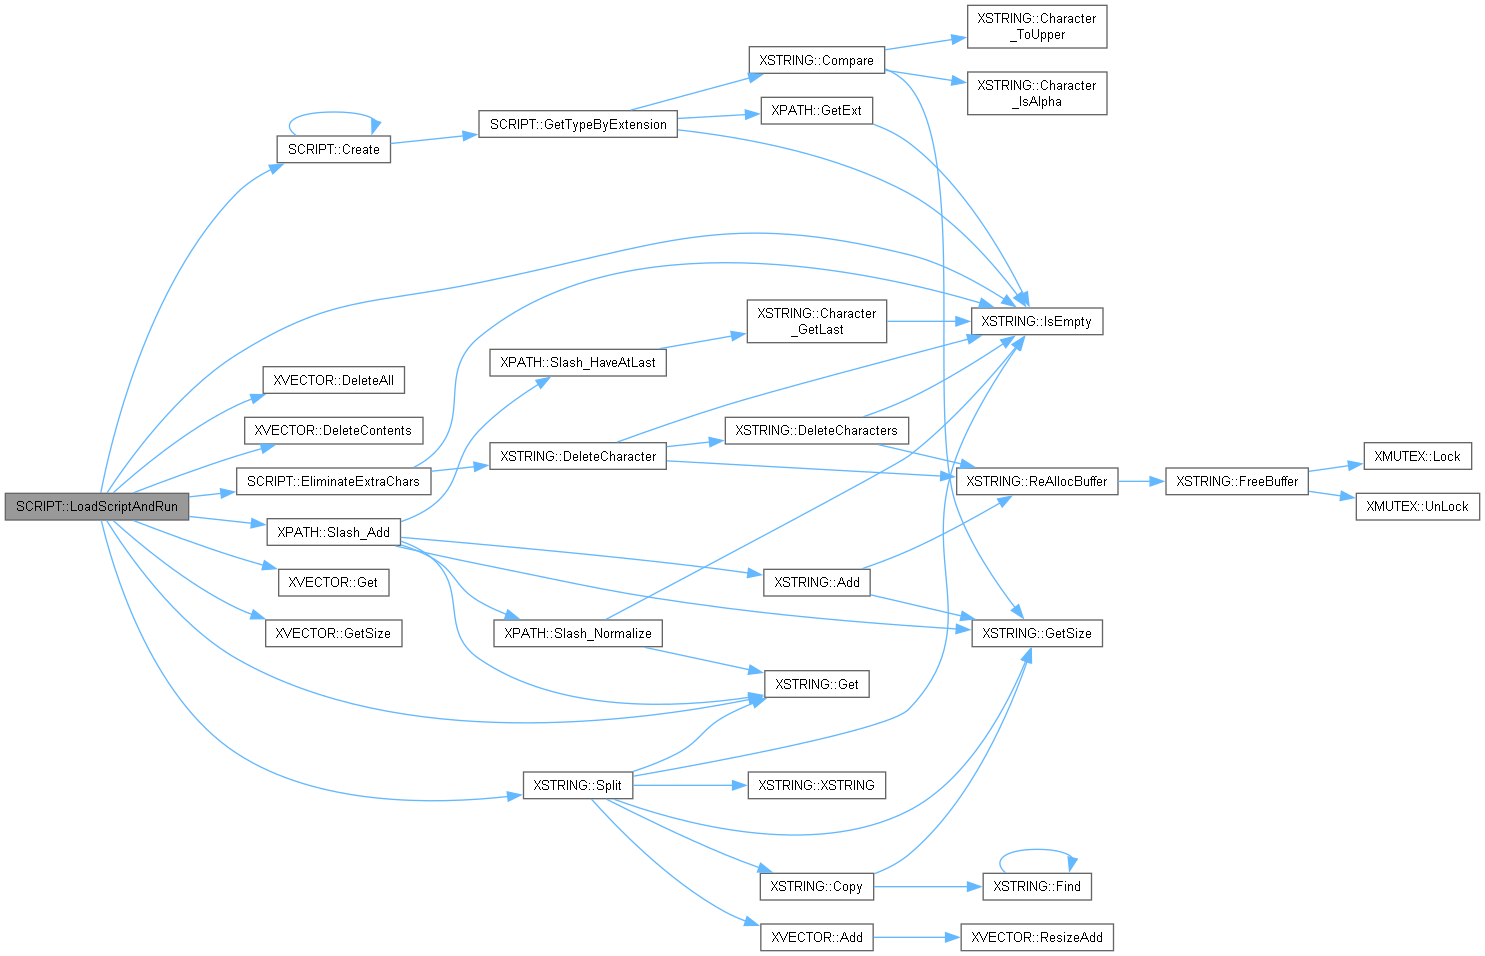 XSTRING::Character
_ToUpper
XSTRING::Compare
XSTRING::Character
_IsAlpha
XPATH::GetExt
SCRIPT::GetTypeByExtension
SCRIPT::Create
XSTRING::IsEmpty
XSTRING::Character
_GetLast
XPATH::Slash_HaveAtLast
XVECTOR::DeleteAll
XVECTOR::DeleteContents
XSTRING::DeleteCharacters
XSTRING::DeleteCharacter
XMUTEX::Lock
SCRIPT::EliminateExtraChars
XSTRING::ReAllocBuffer
XSTRING::FreeBuffer
SCRIPT::LoadScriptAndRun
XMUTEX::UnLock
XPATH::Slash_Add
XVECTOR::Get
XSTRING::Add
XVECTOR::GetSize
XPATH::Slash_Normalize
XSTRING::GetSize
XSTRING::Get
XSTRING::Split
XSTRING::XSTRING
XSTRING::Copy
XSTRING::Find
XVECTOR::Add
XVECTOR::ResizeAdd